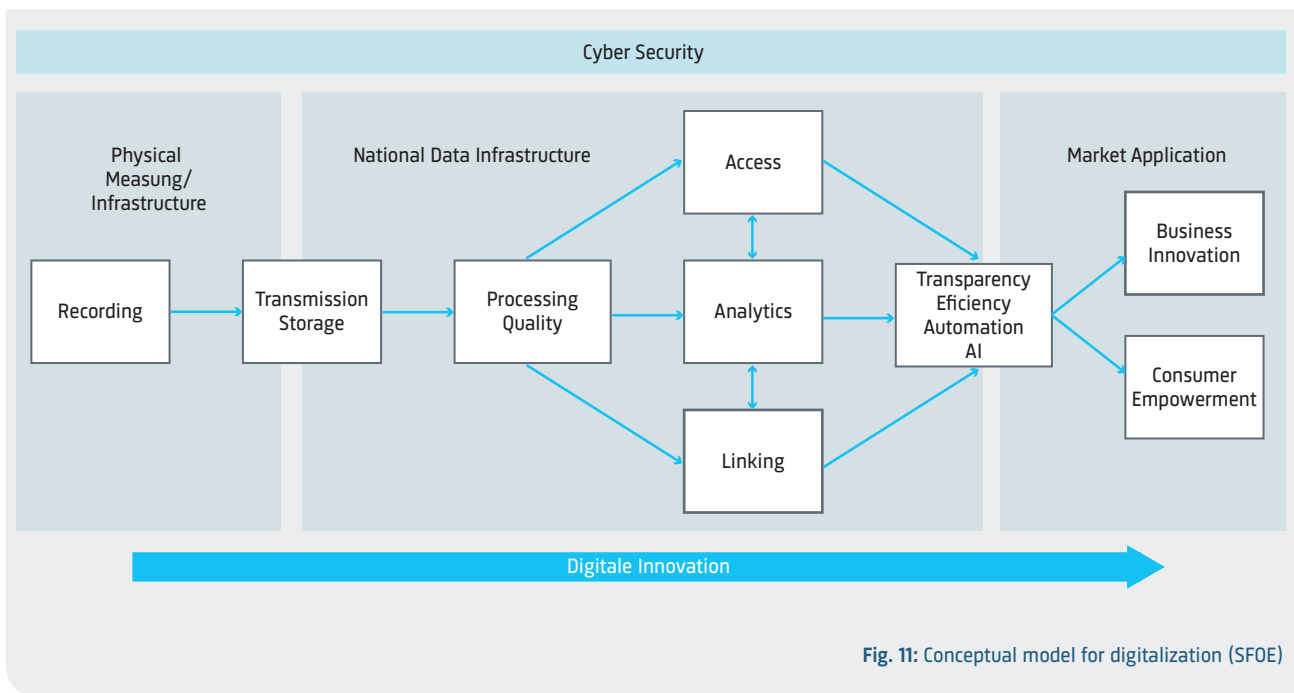 Cyber Security
Physical
Measung/
Infrastructure
National Data Infrastructure
Market Application
Recording
Transmission
Storage
Processing
Quality
Access
Analytics
Linking
Transparency
Eficiency
Automation
AI
Business
Innovation
Consumer
Empowerment
Digitale Innovation
Fig. 11: Conceptual model for digitalization (SFOE)